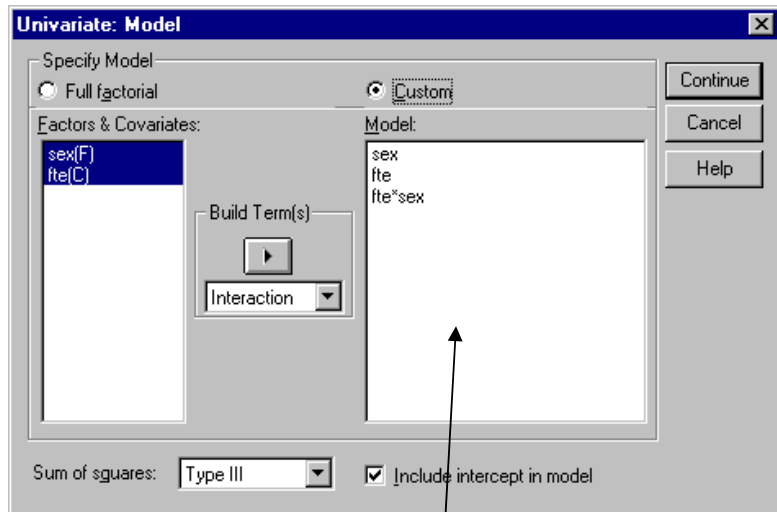 Univariate: Model
Specify Model
Full factorial
Custom
Continue
Cancel
Help
Factors & Covariates:
sex(F)
fte(C)
Build Term(s)
Interaction
Model:
sex
fte
fte*sex
Sum of squares:
Type III
Include intercept in model